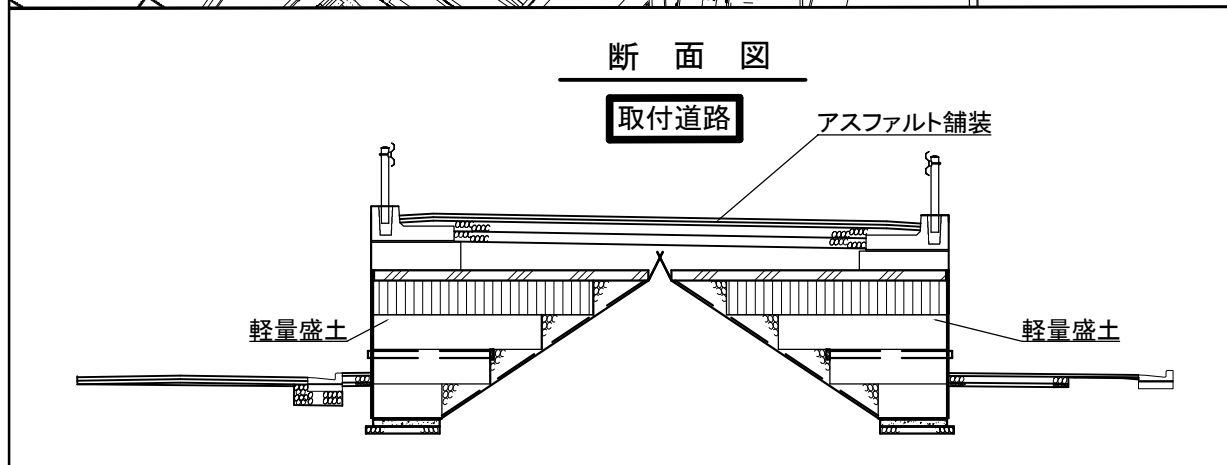 断 面 図
取付道路
アスファルト舗装
軽量盛土
軽量盛土